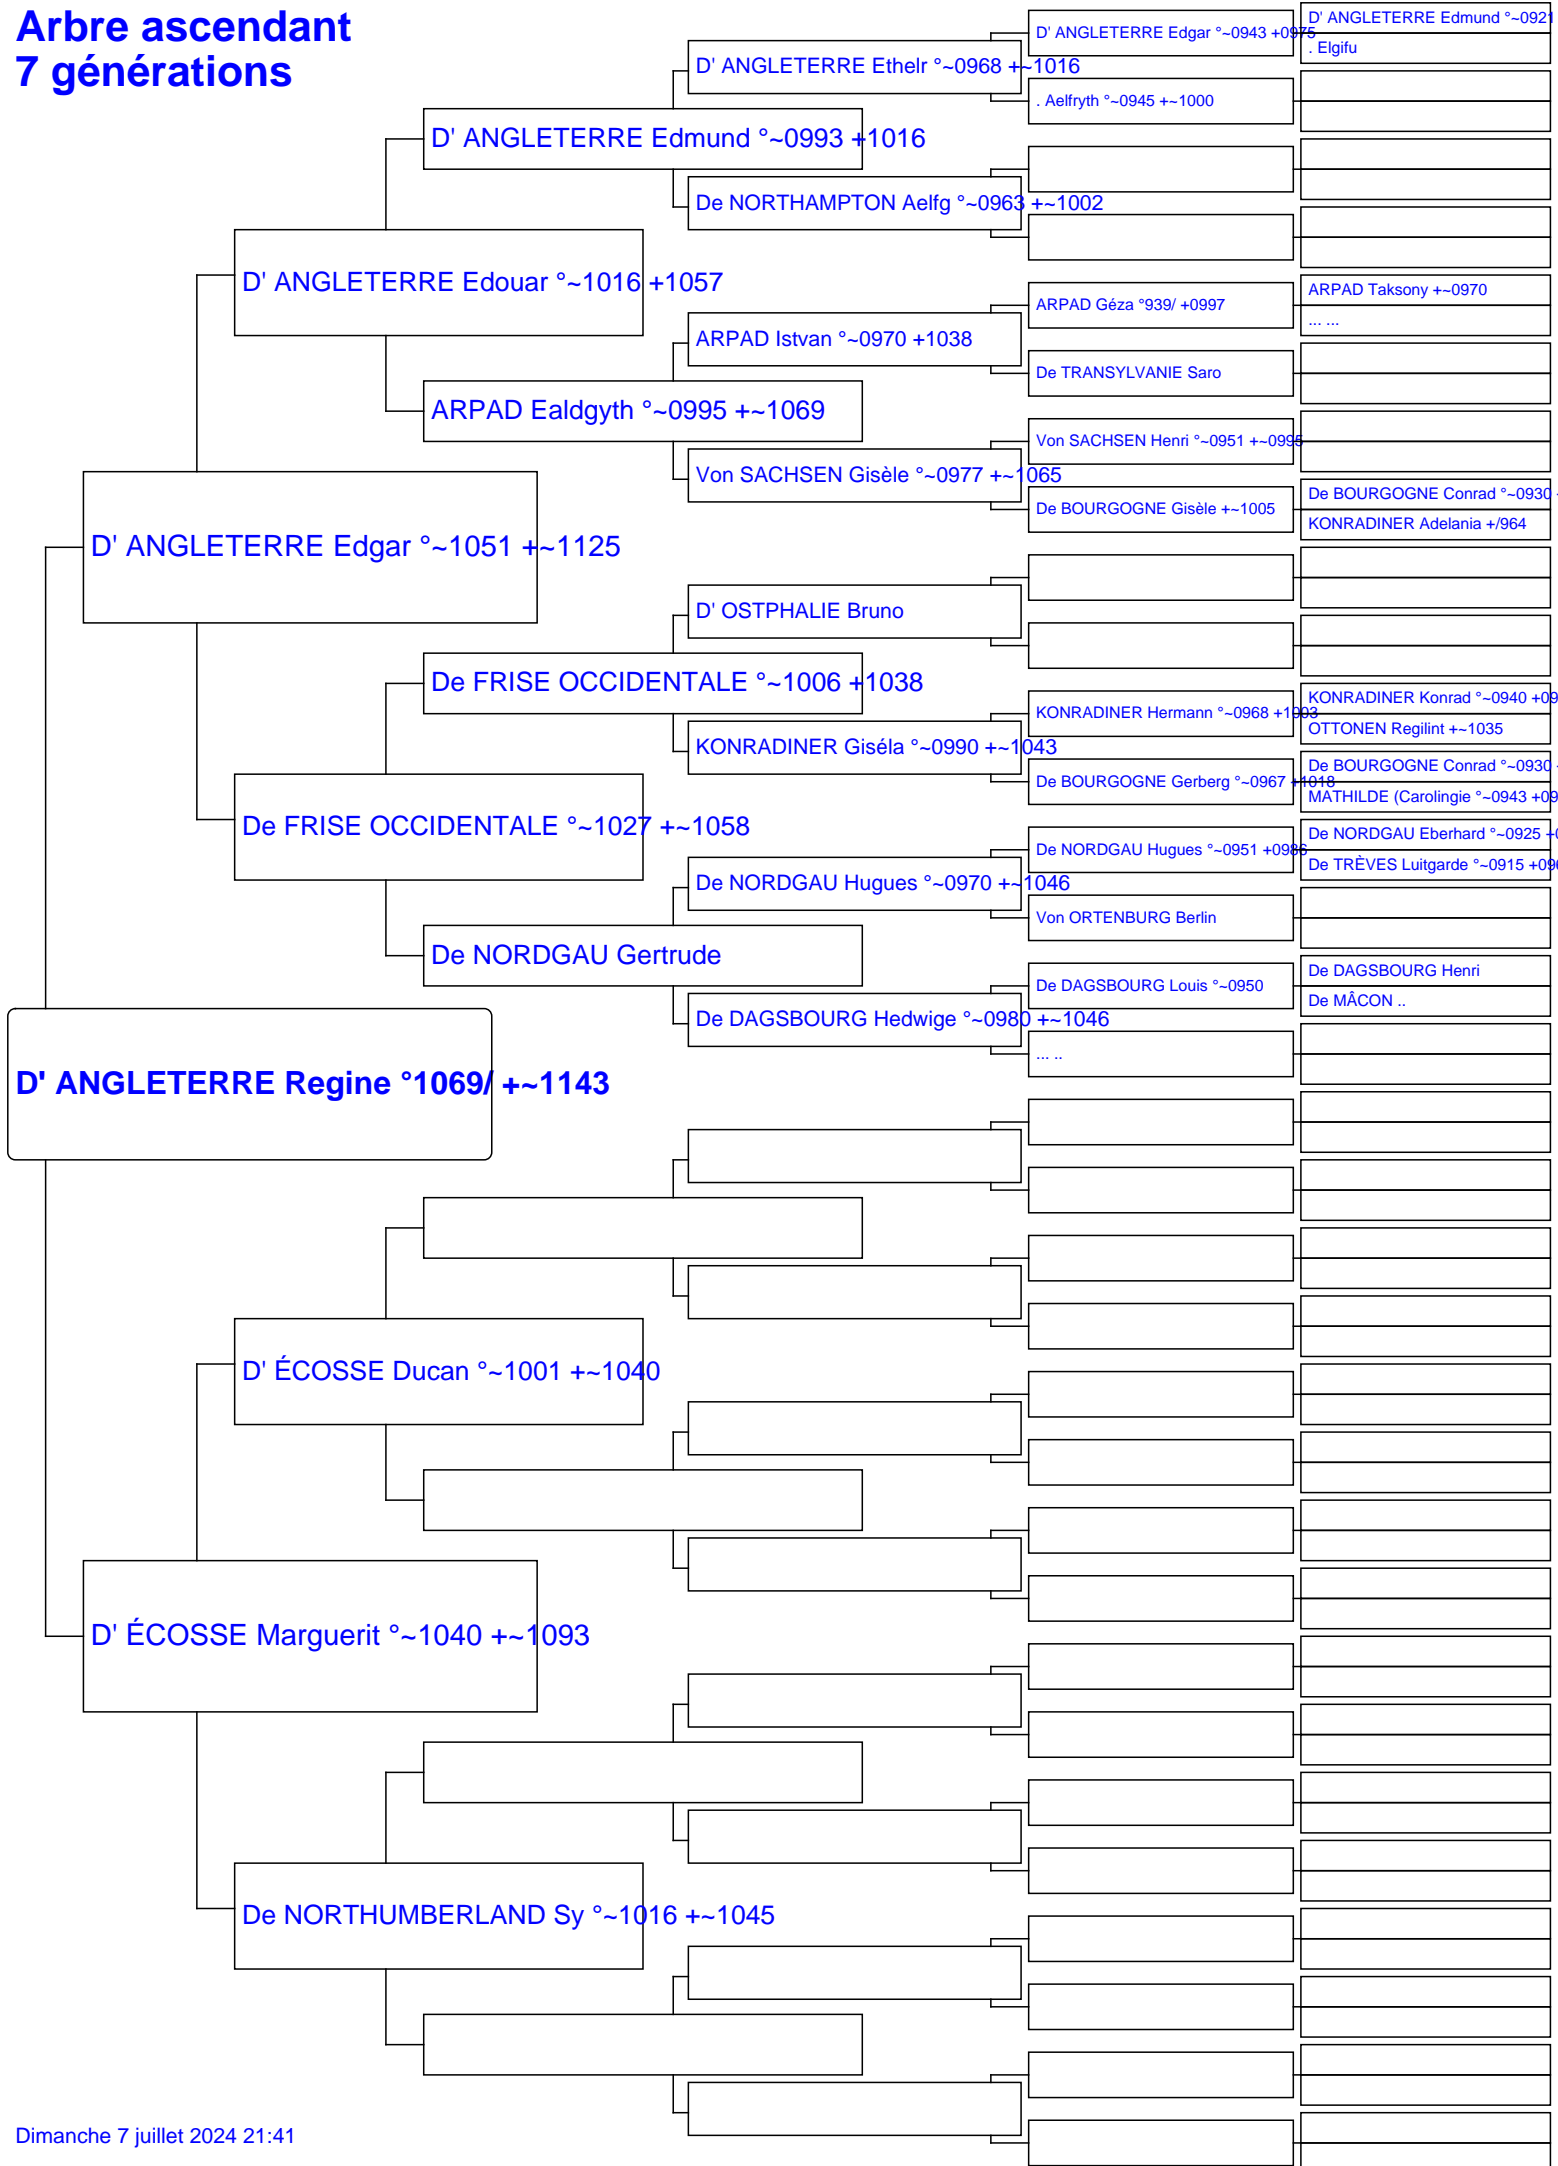 Arbre ascendant
7 générations
D' ANGLETERRE Regine °1069/ +~1143
D' ANGLETERRE Edgar °~1051 +~1125
D' ÉCOSSE Marguerit °~1040 +~1093
D' ANGLETERRE Edouar °~1016 +1057
De FRISE OCCIDENTALE °~1027 +~1058
D' ÉCOSSE Ducan °~1001 +~1040
De NORTHUMBERLAND Sy °~1016 +~1045
D' ANGLETERRE Edmund °~0993 +1016
ARPAD Ealdgyth °~0995 +~1069
De FRISE OCCIDENTALE °~1006 +1038
De NORDGAU Gertrude
D' ANGLETERRE Ethelr °~0968 +~1016
De NORTHAMPTON Aelfg °~0963 +~1002
ARPAD Istvan °~0970 +1038
Von SACHSEN Gisèle °~0977 +~1065
D' OSTPHALIE Bruno
KONRADINER Giséla °~0990 +~1043
De NORDGAU Hugues °~0970 +~1046
De DAGSBOURG Hedwige °~0980 +~1046
D' ANGLETERRE Edgar °~0943 +0975
. Aelfryth °~0945 +~1000
ARPAD Géza °939/ +0997
De TRANSYLVANIE Saro
Von SACHSEN Henri °~0951 +~0995
De BOURGOGNE Gisèle +~1005
KONRADINER Hermann °~0968 +1003
De BOURGOGNE Gerberg °~0967 +1018
De NORDGAU Hugues °~0951 +0986
Von ORTENBURG Berlin
De DAGSBOURG Louis °~0950
... ..
D' ANGLETERRE Edmund °~0921
. Elgifu
ARPAD Taksony +~0970
... ...
De BOURGOGNE Conrad °~0930
KONRADINER Adelania +/964
KONRADINER Konrad °~0940 +09
OTTONEN Regilint +~1035
De BOURGOGNE Conrad °~0930
MATHILDE (Carolingie °~0943 +09
De NORDGAU Eberhard °~0925 +0
De TRÈVES Luitgarde °~0915 +09
De DAGSBOURG Henri
De MÂCON ..
Dimanche 7 juillet 2024 21:41